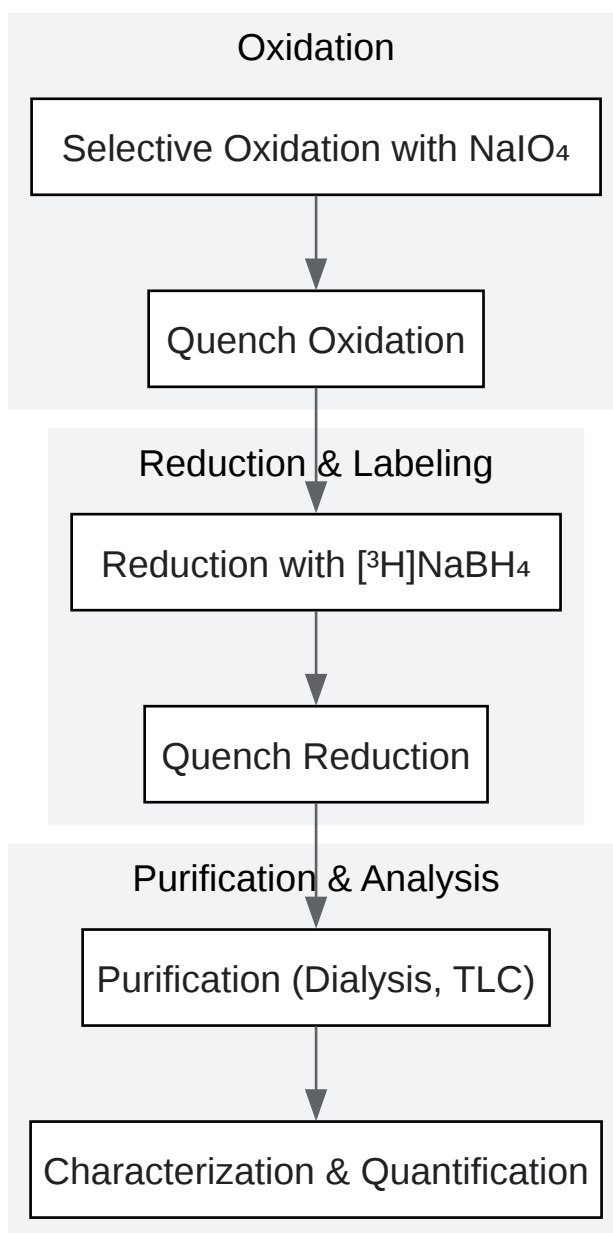 Oxidation
Selective Oxidation with NaIO₄
Quench Oxidation
Reduction & Labeling
Reduction with [³H]NaBH₄
Quench Reduction
Purification & Analysis
Purification (Dialysis, TLC)
Characterization & Quantification